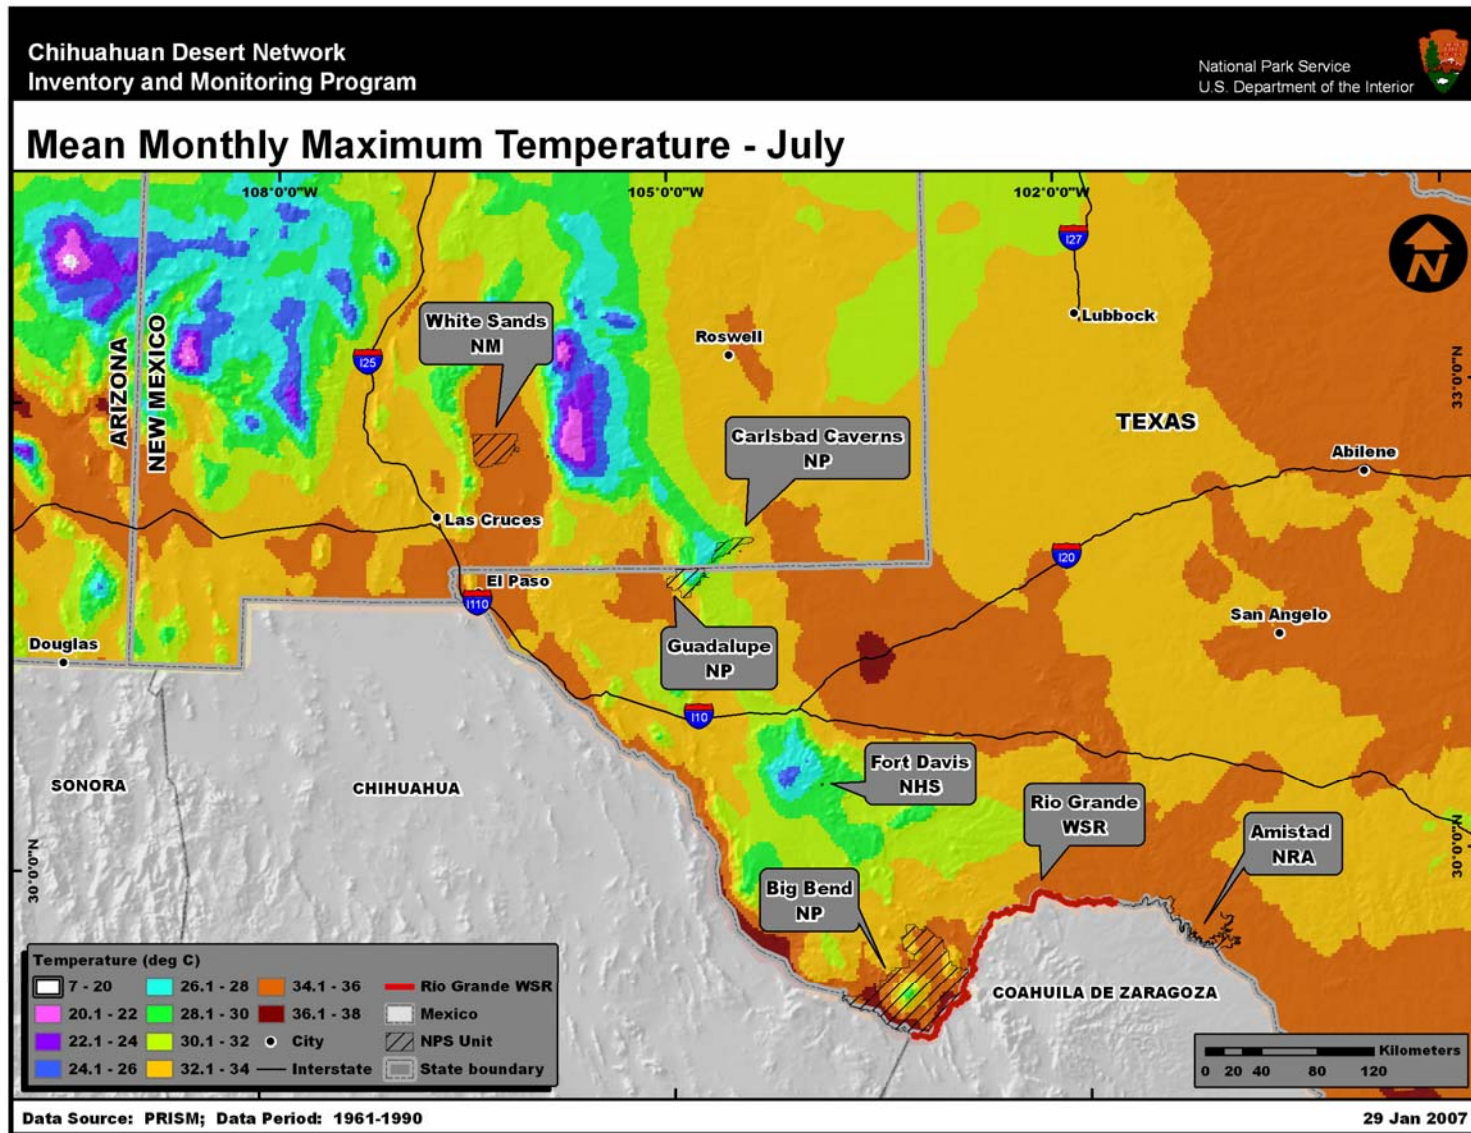 Chihuahuan Desert Network
Inventory and Monitoring Program
National Park Service
U.S. Department of the Interior
Mean Monthly Maximum Temperature - July
108°0'0"W
105°0'0"W
102°0'0"W
I27
Lubbock
White Sands
NM
Roswell
I25
ARIZONA
NEW MEXICO
33°0'0"N
TEXAS
Carlsbad Caverns
NP
Abilene
Las Cruces
I20
El Paso
I110
San Angelo
Douglas
Guadalupe
NP
I10
Fort Davis
NHS
SONORA
CHIHUAHUA
Rio Grande
WSR
Amistad
NRA
30°0'0"N
30°0'0"N
Big Bend
NP
COAHUILA DE ZARAGOZA
Temperature (deg C)
7 - 20
26.1 - 28
34.1 - 36
Rio Grande WSR
20.1 - 22
28.1 - 30
36.1 - 38
Mexico
22.1 - 24
30.1 - 32
City
NPS Unit
24.1 - 26
32.1 - 34
Interstate
State boundary
Kilometers
0 20 40 80 120
Data Source: PRISM; Data Period: 1961-1990
29 Jan 2007